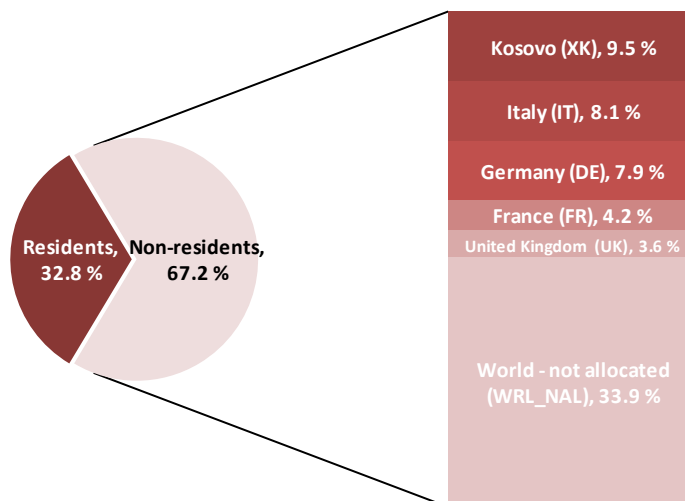 Kosovo (XK), 9.5 %
Italy (IT), 8.1 %
Germany (DE), 7.9 %
France (FR), 4.2 %
United Kingdom (UK), 3.6 %
World - not allocated
(WRL_NAL), 33.9 %
Residents,
32.8 %
Non-residents,
67.2 %